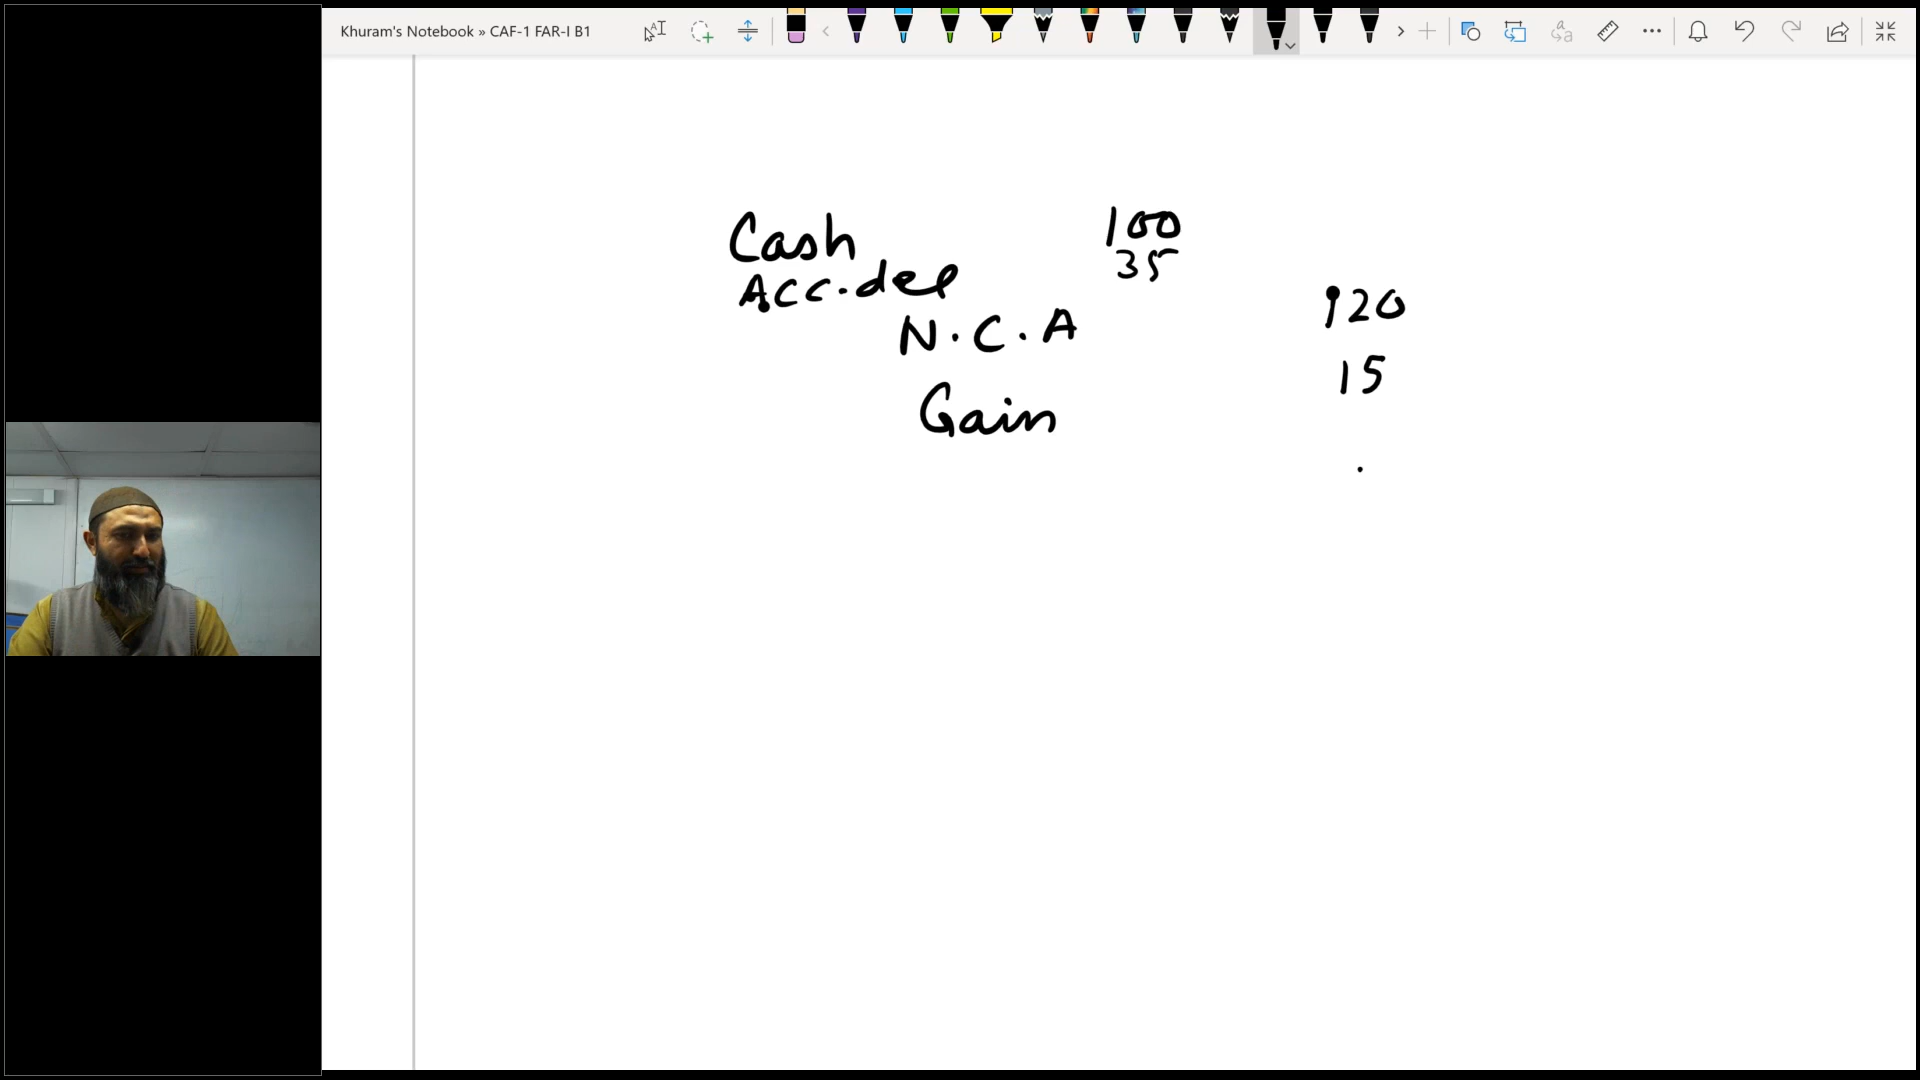 Khuram's Notebook » CAF-1 FAR-I B1
Cash 100
Acc.dep 35
N.C.A 120
Gain 15